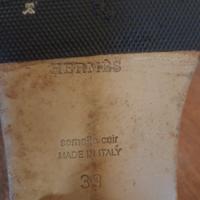 HERMES
semelle cuir
MADE IN ITALY
39